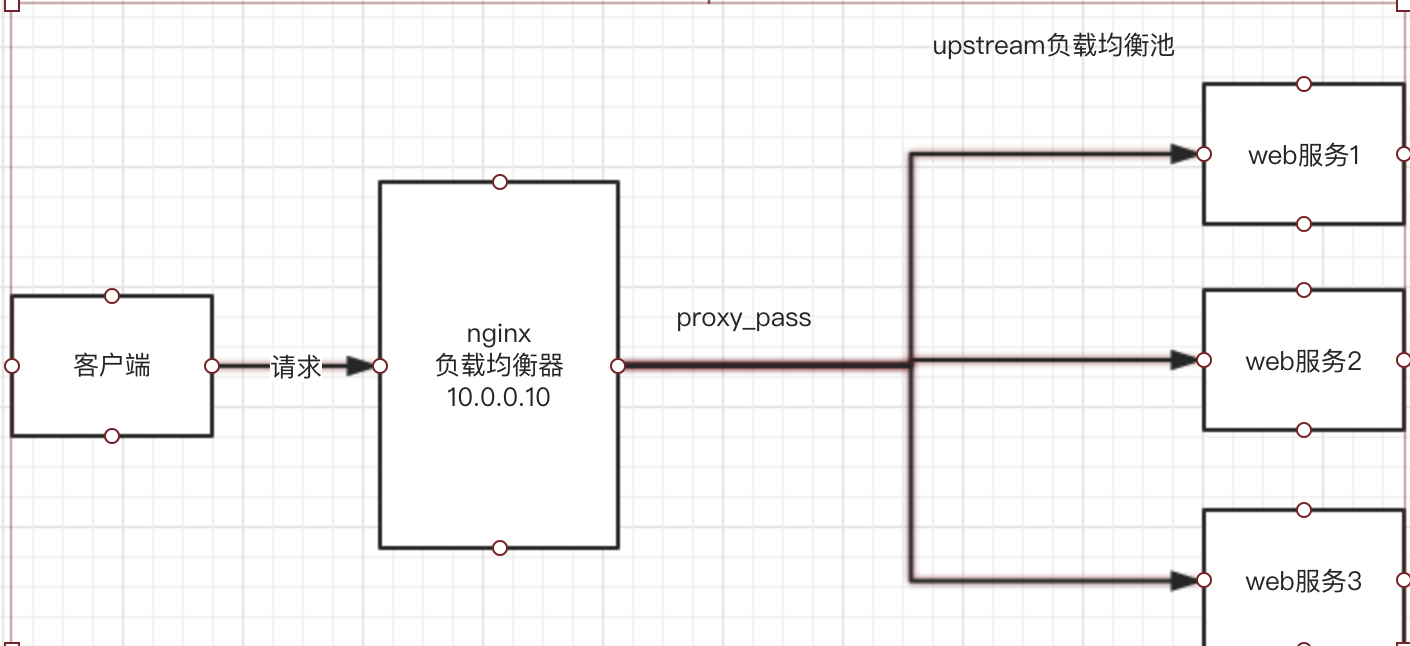 upstream负载均衡池
web服务1
客户端
请求
nginx
负载均衡器
10.0.0.10
proxy_pass
web服务2
web服务3